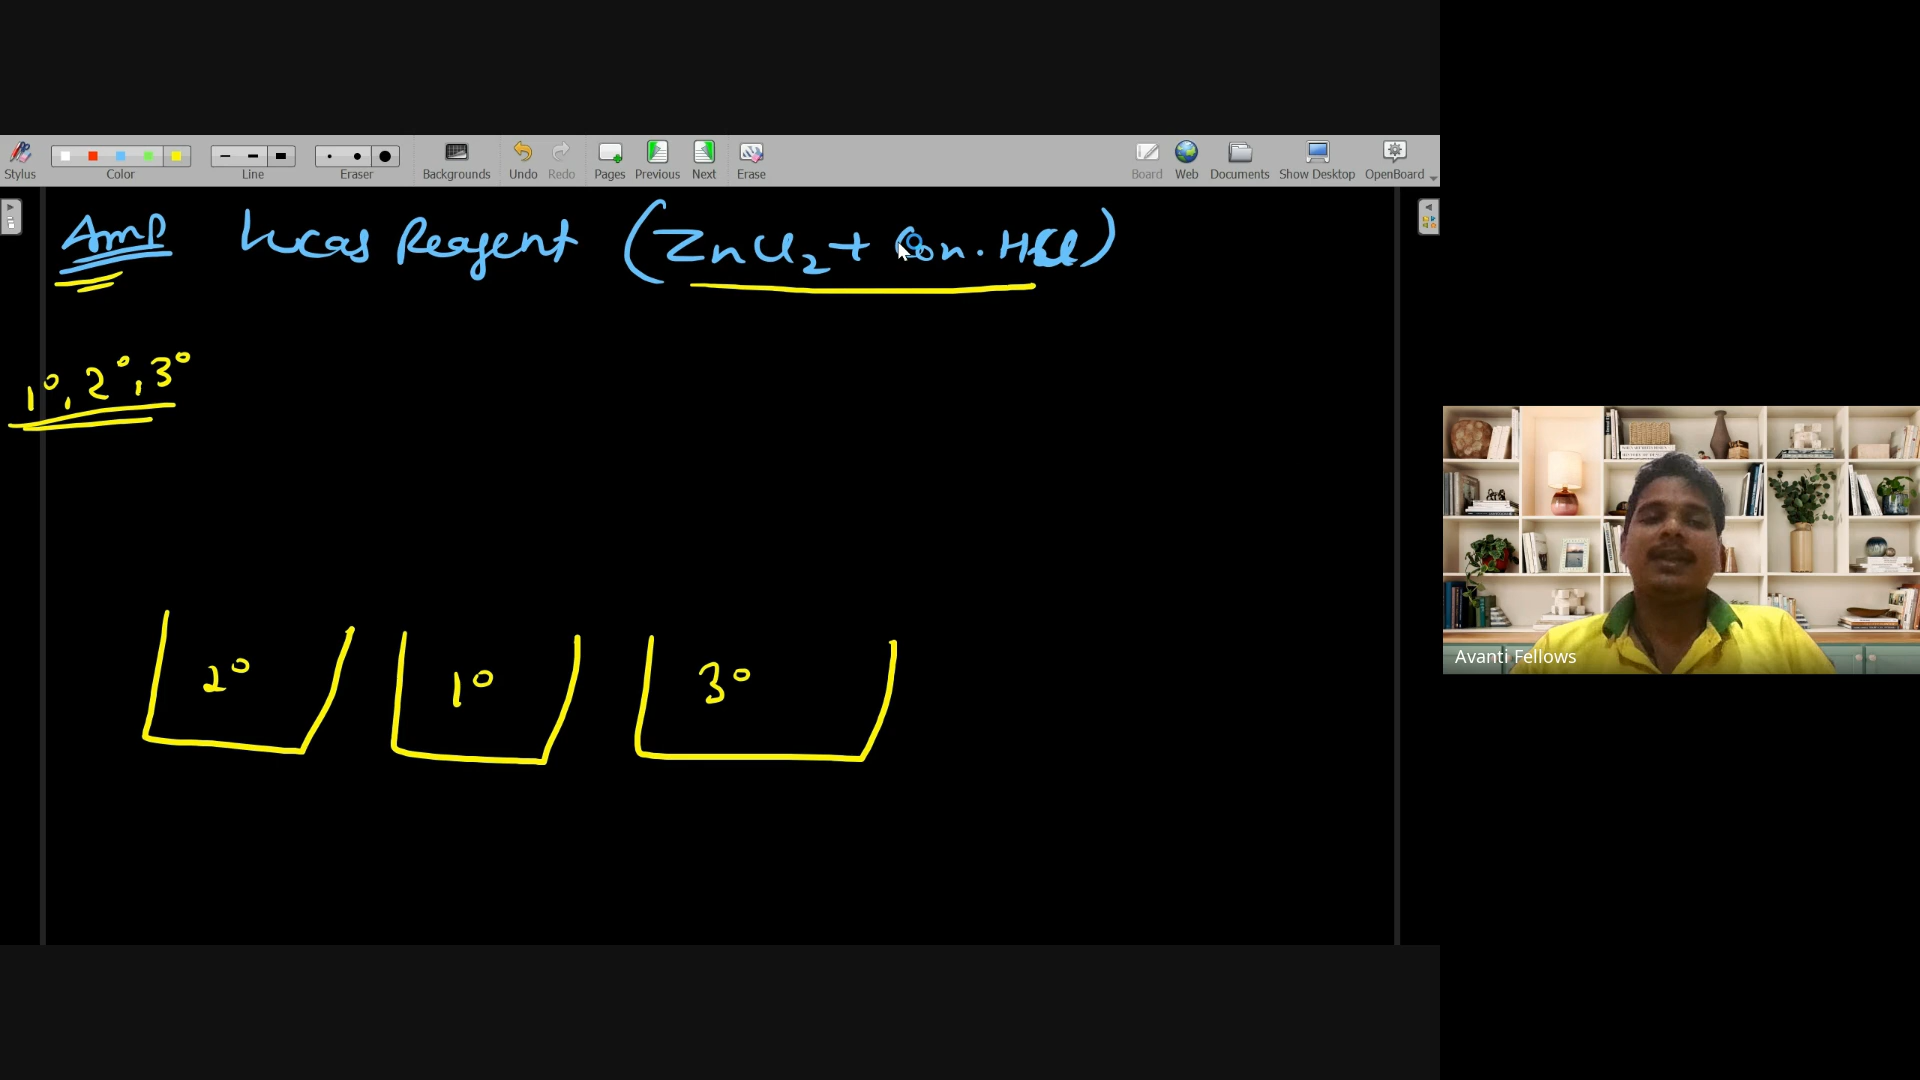 Stylus Color Line Eraser Backgrounds Undo Redo Pages Previous Next Erase Board Web Documents Show Desktop OpenBoard
Amp Lucas Reagent (ZnCl₂ + Con. HCl)
1°, 2°, 3°
2° 1° 3°
Avanti Fellows